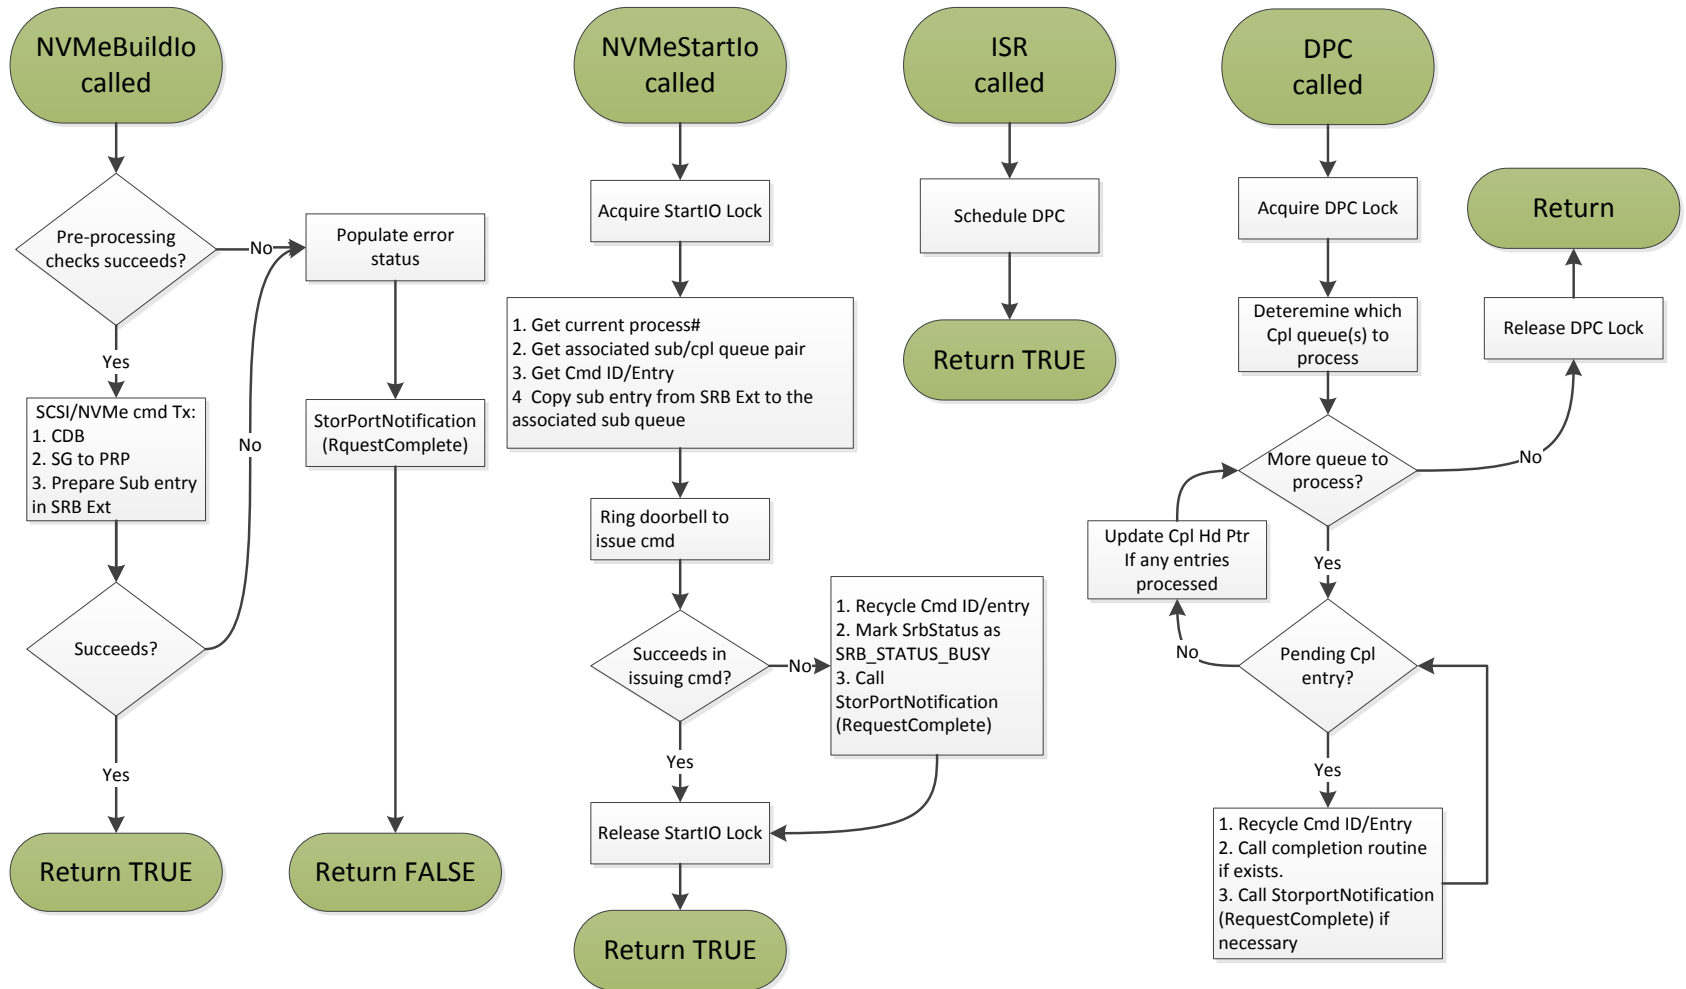 NVMeBuildIo
called
Pre-processing
checks succeeds?
No
Yes
SCSI/NVMe cmd Tx:
1. CDB
2. SG to PRP
3. Prepare Sub entry
in SRB Ext
Succeeds?
No
Yes
Return TRUE
Populate error
status
StorPortNotification
(RquestComplete)
Return FALSE
NVMeStartIo
called
Acquire StartIO Lock
1. Get current process#
2. Get associated sub/cpl queue pair
3. Get Cmd ID/Entry
4  Copy sub entry from SRB Ext to the
associated sub queue
Ring doorbell to
issue cmd
Succeeds in
issuing cmd?
No
1. Recycle Cmd ID/entry
2. Mark SrbStatus as
SRB_STATUS_BUSY
3. Call
StorPortNotification
(RequestComplete)
Yes
Release StartIO Lock
Return TRUE
ISR
called
Schedule DPC
Return TRUE
DPC
called
Acquire DPC Lock
Deteremine which
Cpl queue(s) to
process
More queue to
process?
No
Release DPC Lock
Return
Yes
Pending Cpl
entry?
No
Update Cpl Hd Ptr
If any entries
processed
Yes
1. Recycle Cmd ID/Entry
2. Call completion routine
if exists.
3. Call StorportNotification
(RequestComplete) if
necessary